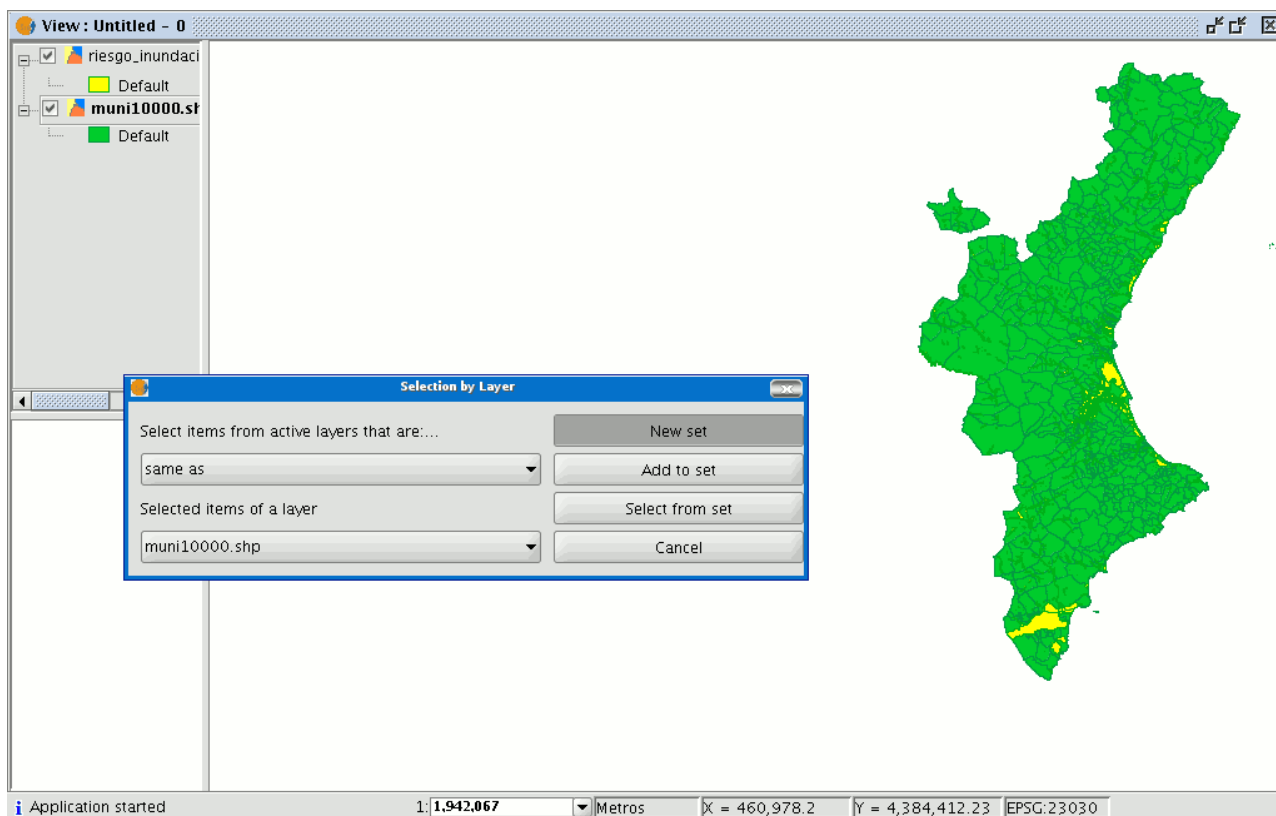 View : Untitled - 0
riesgo_inundaci
Default
muni10000.sh
Default
Selection by Layer
Select items from active layers that are:...
New set
same as
Add to set
Selected items of a layer
Select from set
muni10000.shp
Cancel
Application started
1: 1.942.067
Metros
X = 460,978.2
Y = 4,384,412.23
EPSG:23030